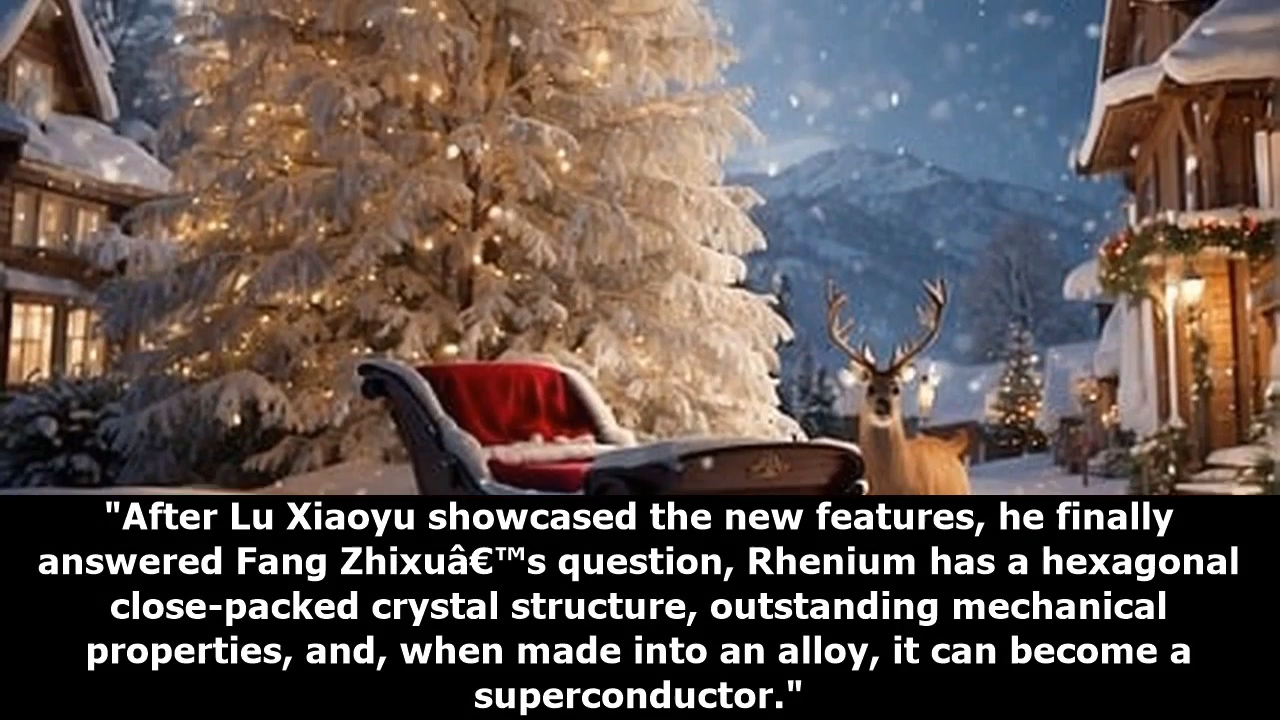 "After Lu Xiaoyu showcased the new features, he finally
answered Fang Zhixuâ€™s question, Rhenium has a hexagonal
close-packed crystal structure, outstanding mechanical
properties, and, when made into an alloy, it can become a
superconductor."